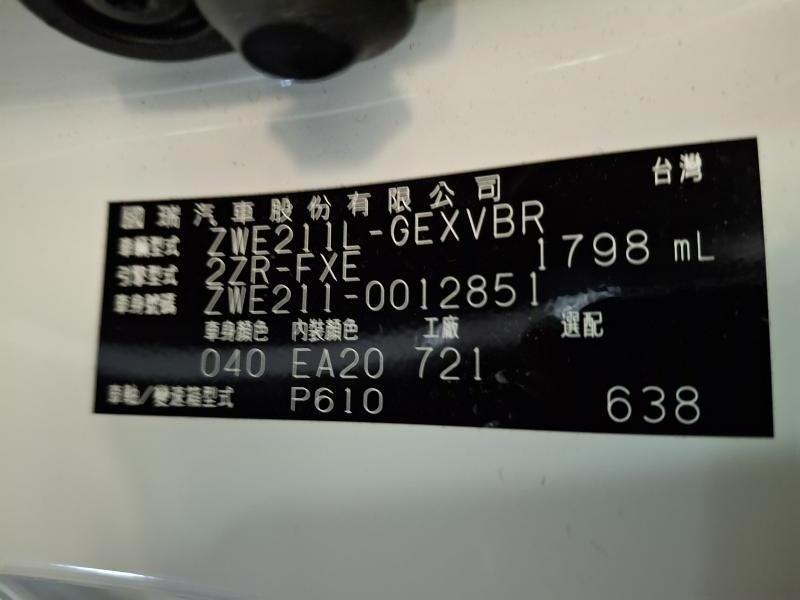 台灣
國瑞汽車股份有限公司
車輛型式 ZWE211L-GEXVBR
引擎型式 2ZR-FXE 1798 mL
車身號碼 ZWE211-0012851
車身顏色 內裝顏色 工廠 選配
040 EA20 721
車軸/變速箱型式 P610 638